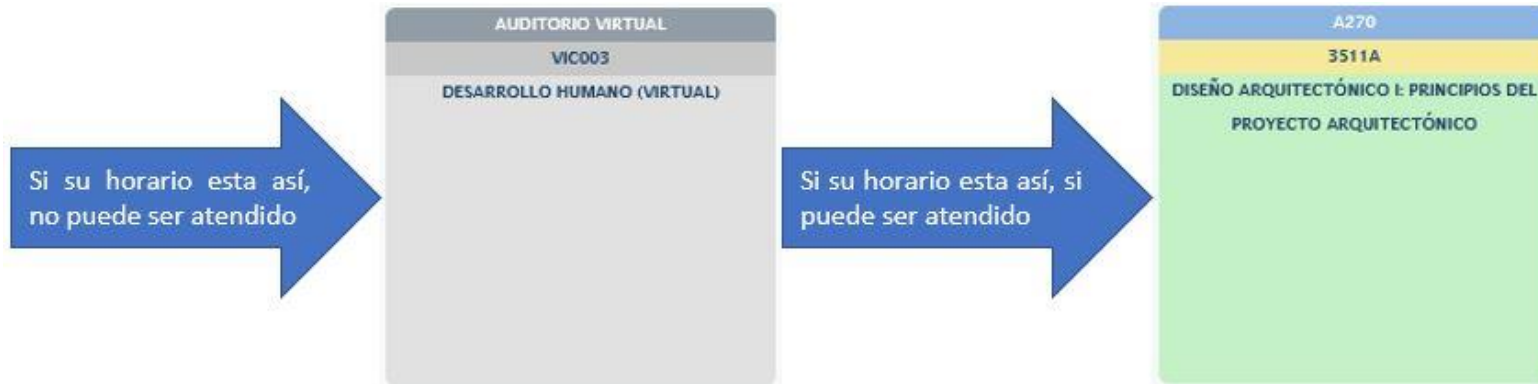 Si su horario esta así,
no puede ser atendido
AUDITORIO VIRTUAL
VIC003
DESARROLLO HUMANO (VIRTUAL)
Si su horario esta así, si
puede ser atendido
A270
3511A
DISEÑO ARQUITECTÓNICO I: PRINCIPIOS DEL
PROYECTO ARQUITECTÓNICO